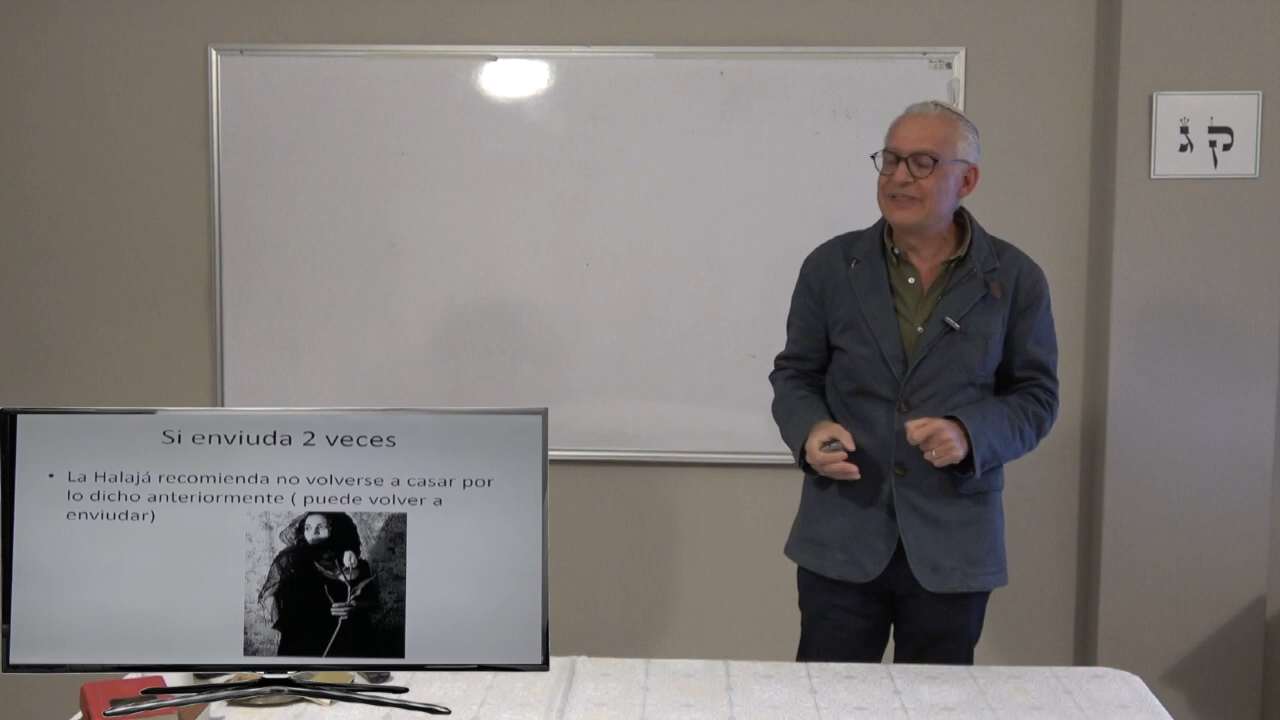 Si enviuda 2 veces
• La Halajá recomienda no volverse a casar por
lo dicho anteriormente ( puede volver a
enviudar)
ק ג